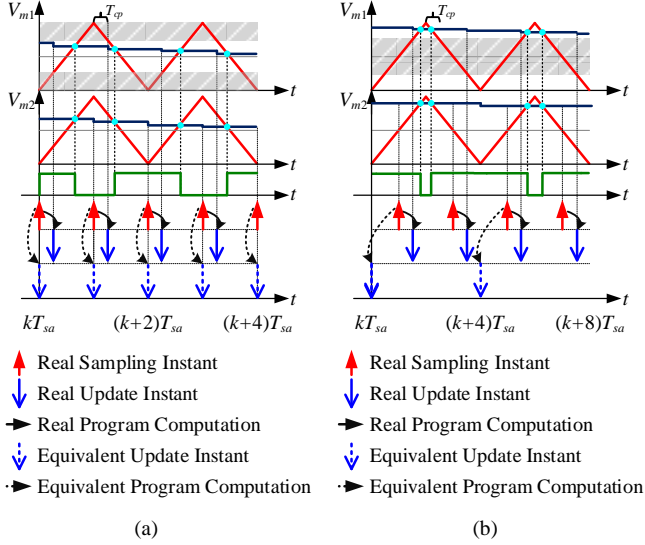 V_m1 T_cp t
V_m2 t
t
kT_sa (k+2)T_sa (k+4)T_sa
Real Sampling Instant
Real Update Instant
Real Program Computation
Equivalent Update Instant
Equivalent Program Computation
(a)
V_m1 T_cp t
V_m2 t
t
kT_sa (k+4)T_sa (k+8)T_sa
Real Sampling Instant
Real Update Instant
Real Program Computation
Equivalent Update Instant
Equivalent Program Computation
(b)